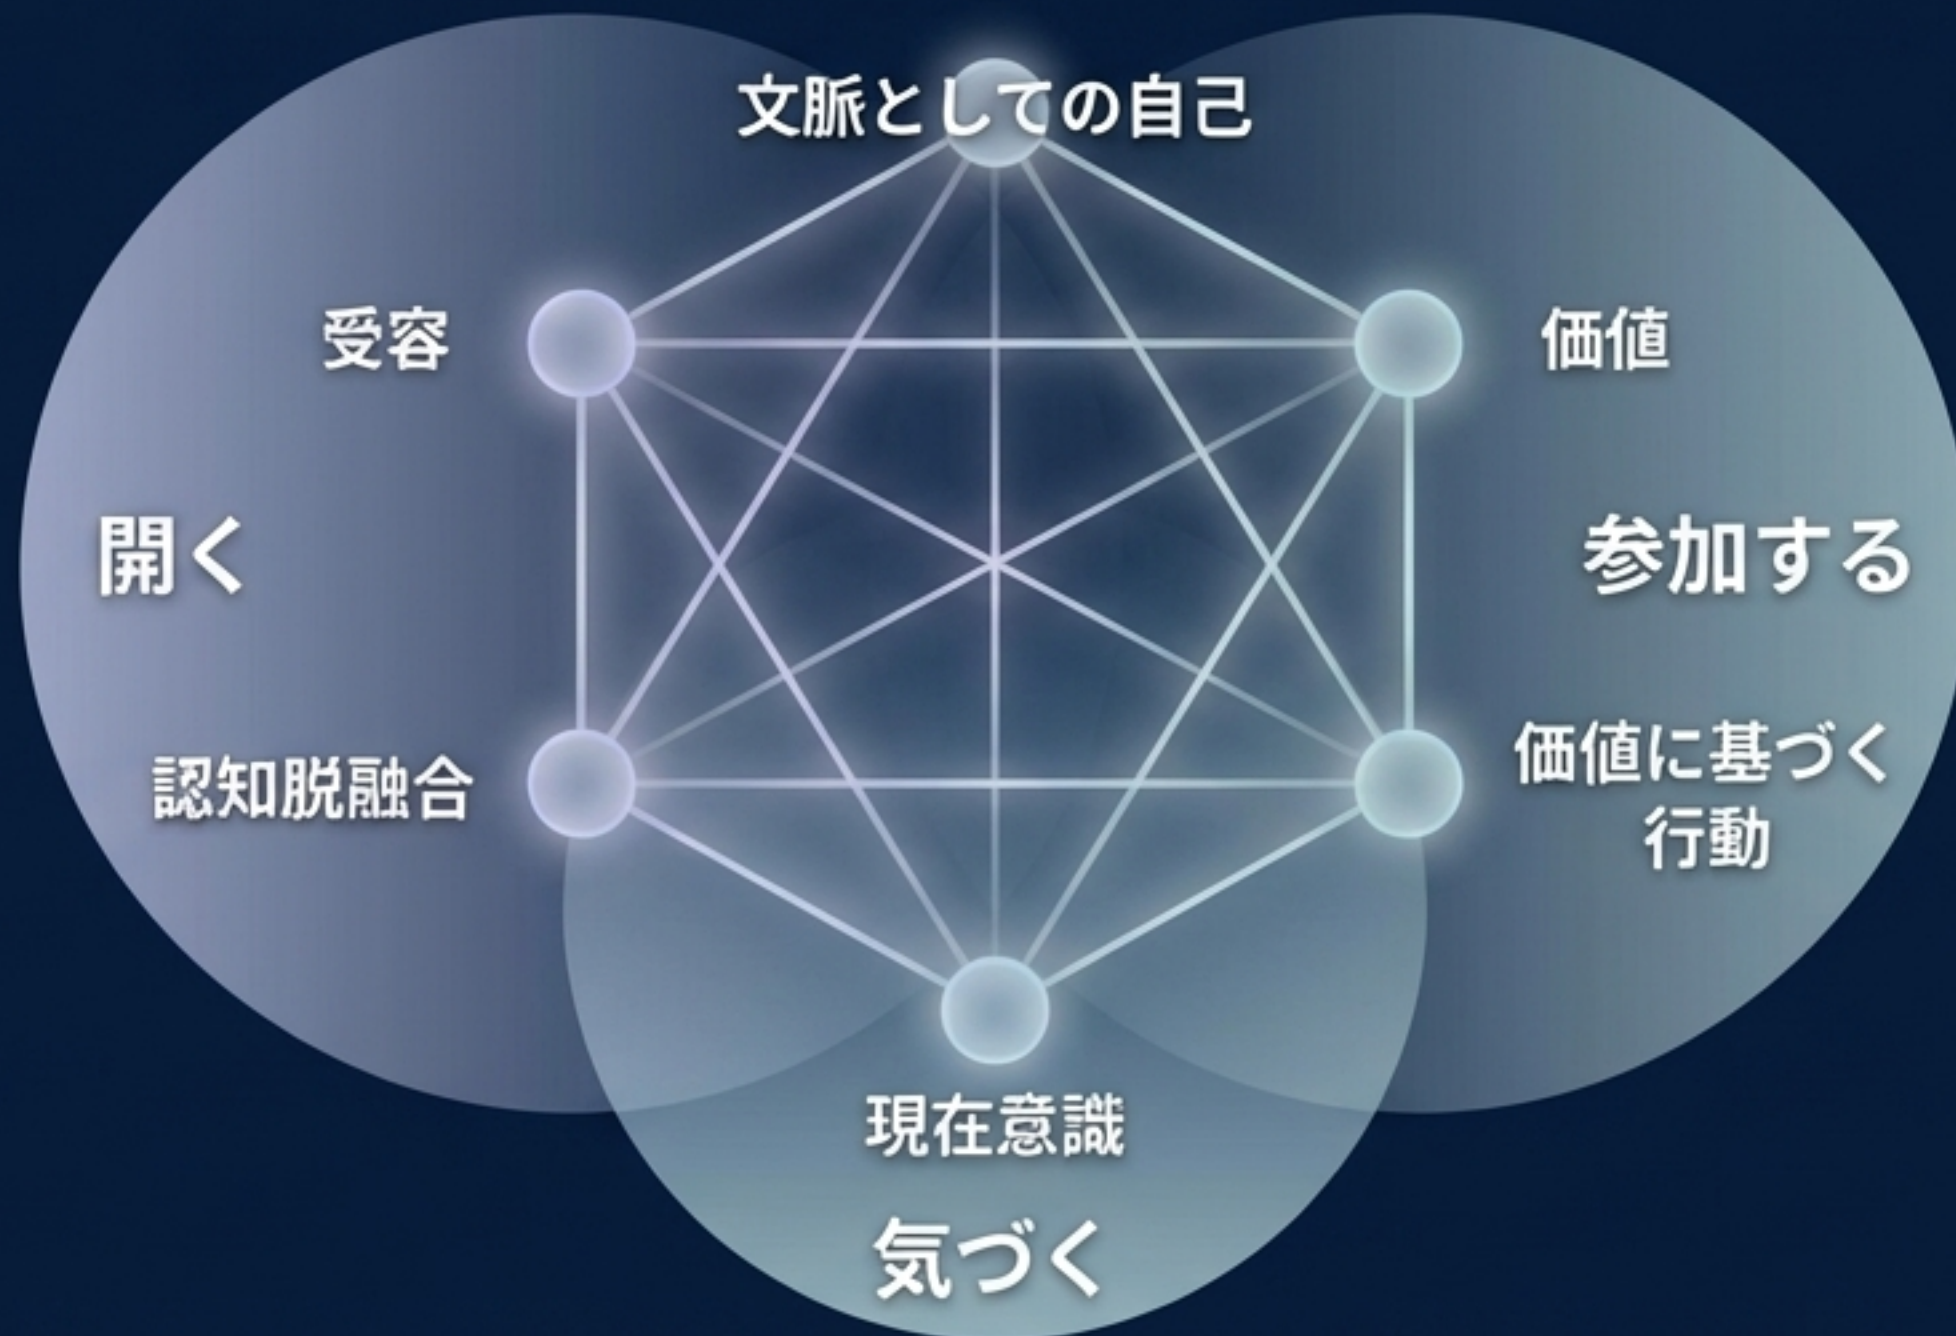 文脈としての自己
受容
価値
開く
参加する
認知脱融合
価値に基づく
行動
現在意識
気づく